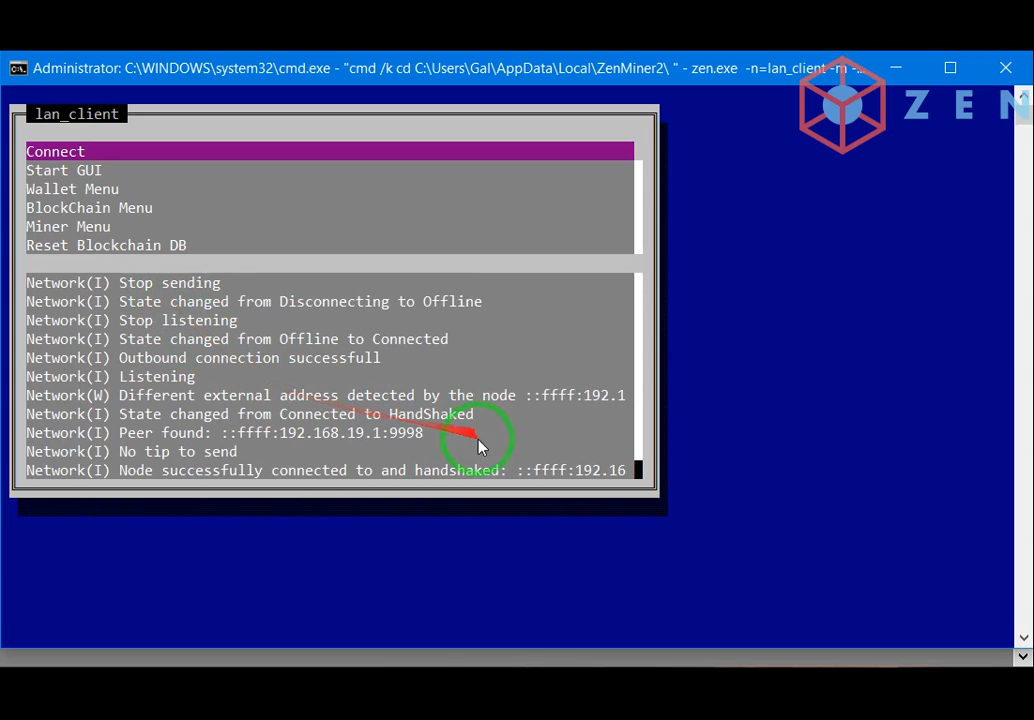 Administrator: C:\WINDOWS\system32\cmd.exe - "cmd /k cd C:\Users\Gal\AppData\Local\ZenMiner2\ " - zen.exe -n=lan_client -m -...
ZEN
lan_client
Connect
Start GUI
Wallet Menu
BlockChain Menu
Miner Menu
Reset Blockchain DB
Network(I) Stop sending
Network(I) State changed from Disconnecting to Offline
Network(I) Stop listening
Network(I) State changed from Offline to Connected
Network(I) Outbound connection successfull
Network(I) Listening
Network(W) Different external address detected by the node ::ffff:192.1
Network(I) State changed from Connected to HandShaked
Network(I) Peer found: ::ffff:192.168.19.1:9998
Network(I) No tip to send
Network(I) Node successfully connected to and handshaked: ::ffff:192.16